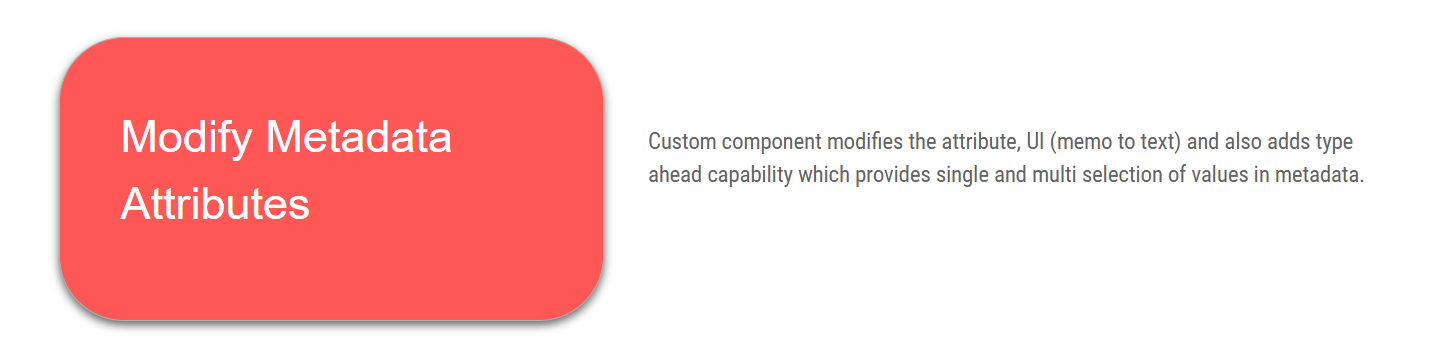 Modify Metadata
Attributes
Custom component modifies the attribute, UI (memo to text) and also adds type
ahead capability which provides single and multi selection of values in metadata.